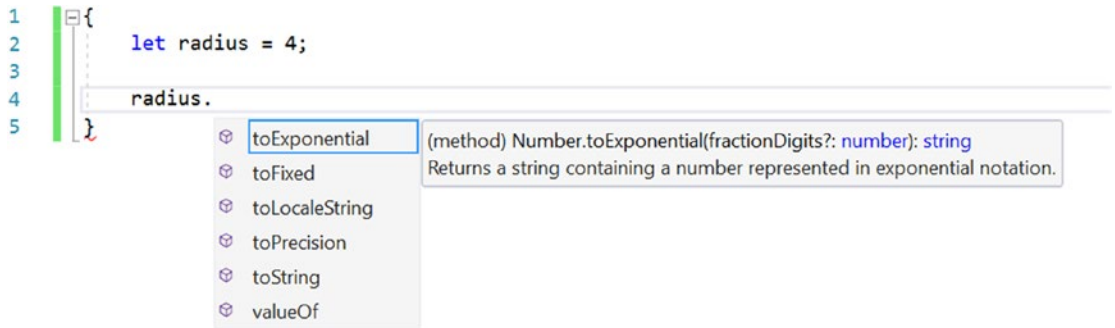 1 {
2 let radius = 4;
3
4 radius.
5 }
toExponential
(method) Number.toExponential(fractionDigits?: number): string
Returns a string containing a number represented in exponential notation.
toFixed
toLocaleString
toPrecision
toString
valueOf